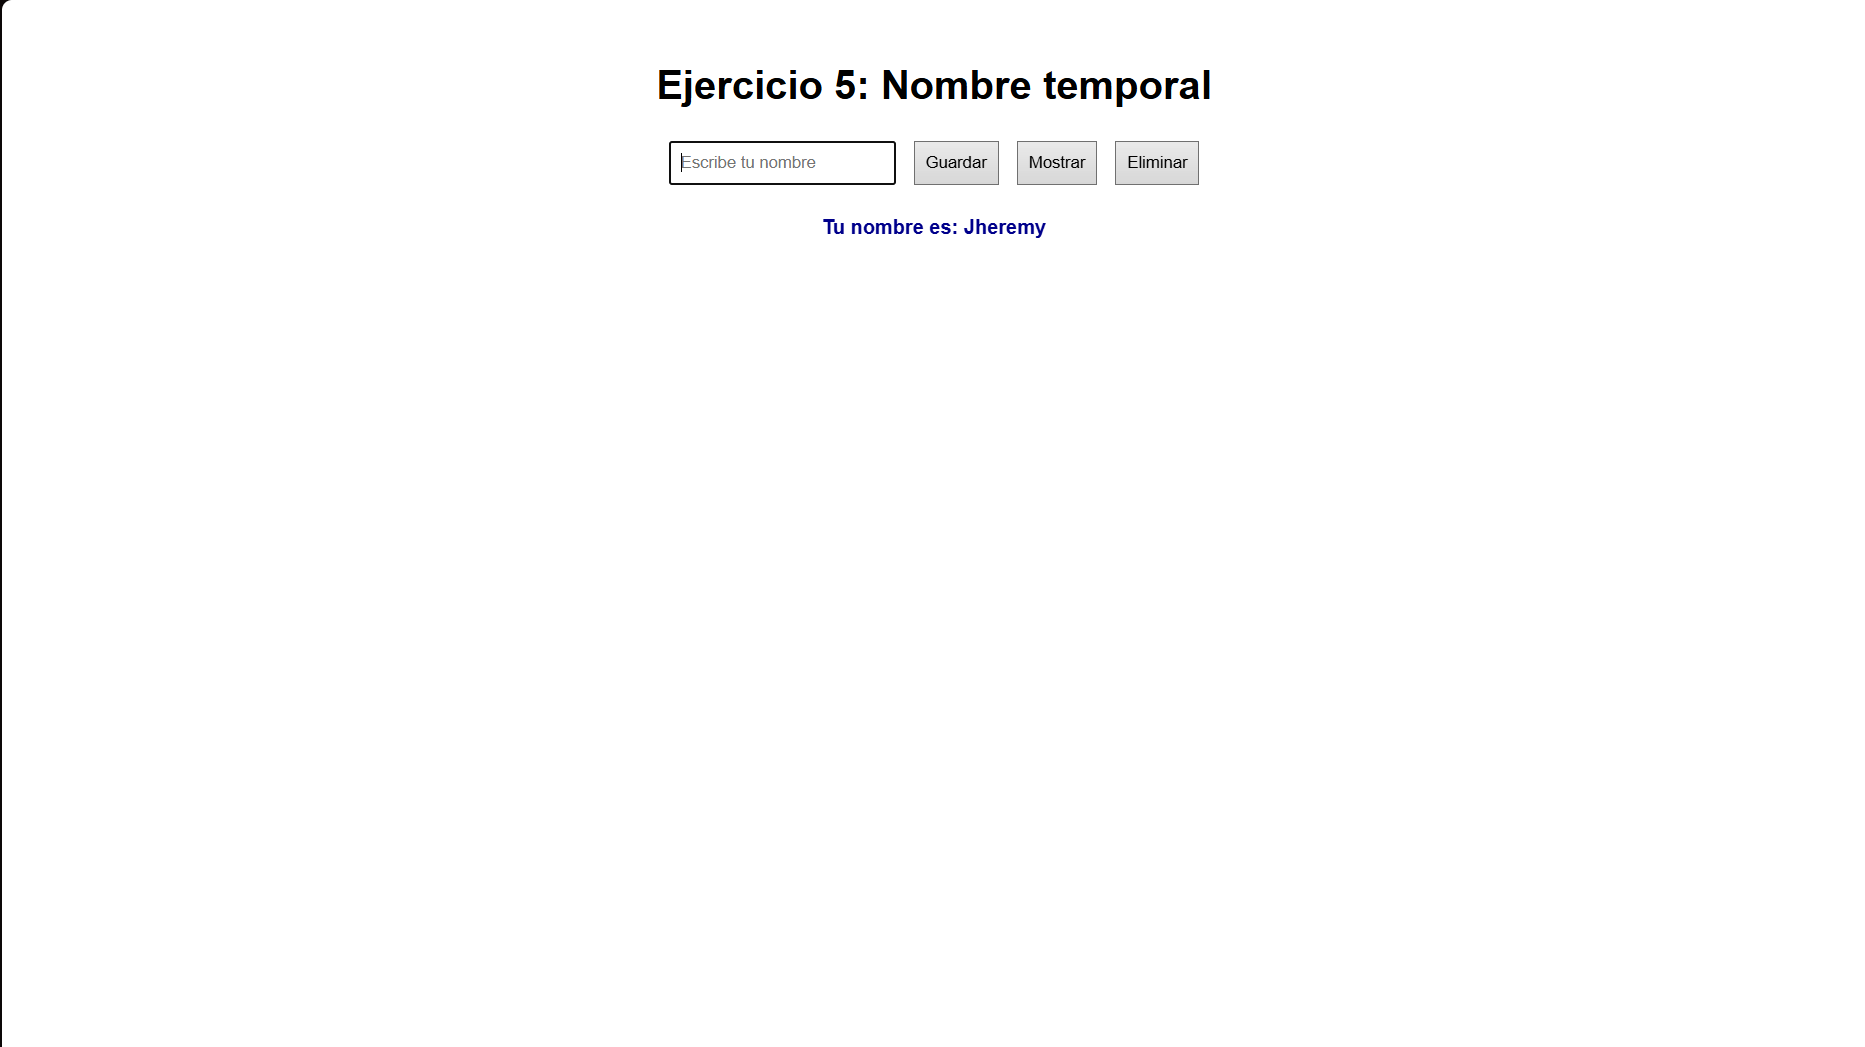 Ejercicio 5: Nombre temporal
Escribe tu nombre Guardar Mostrar Eliminar
Tu nombre es: Jheremy